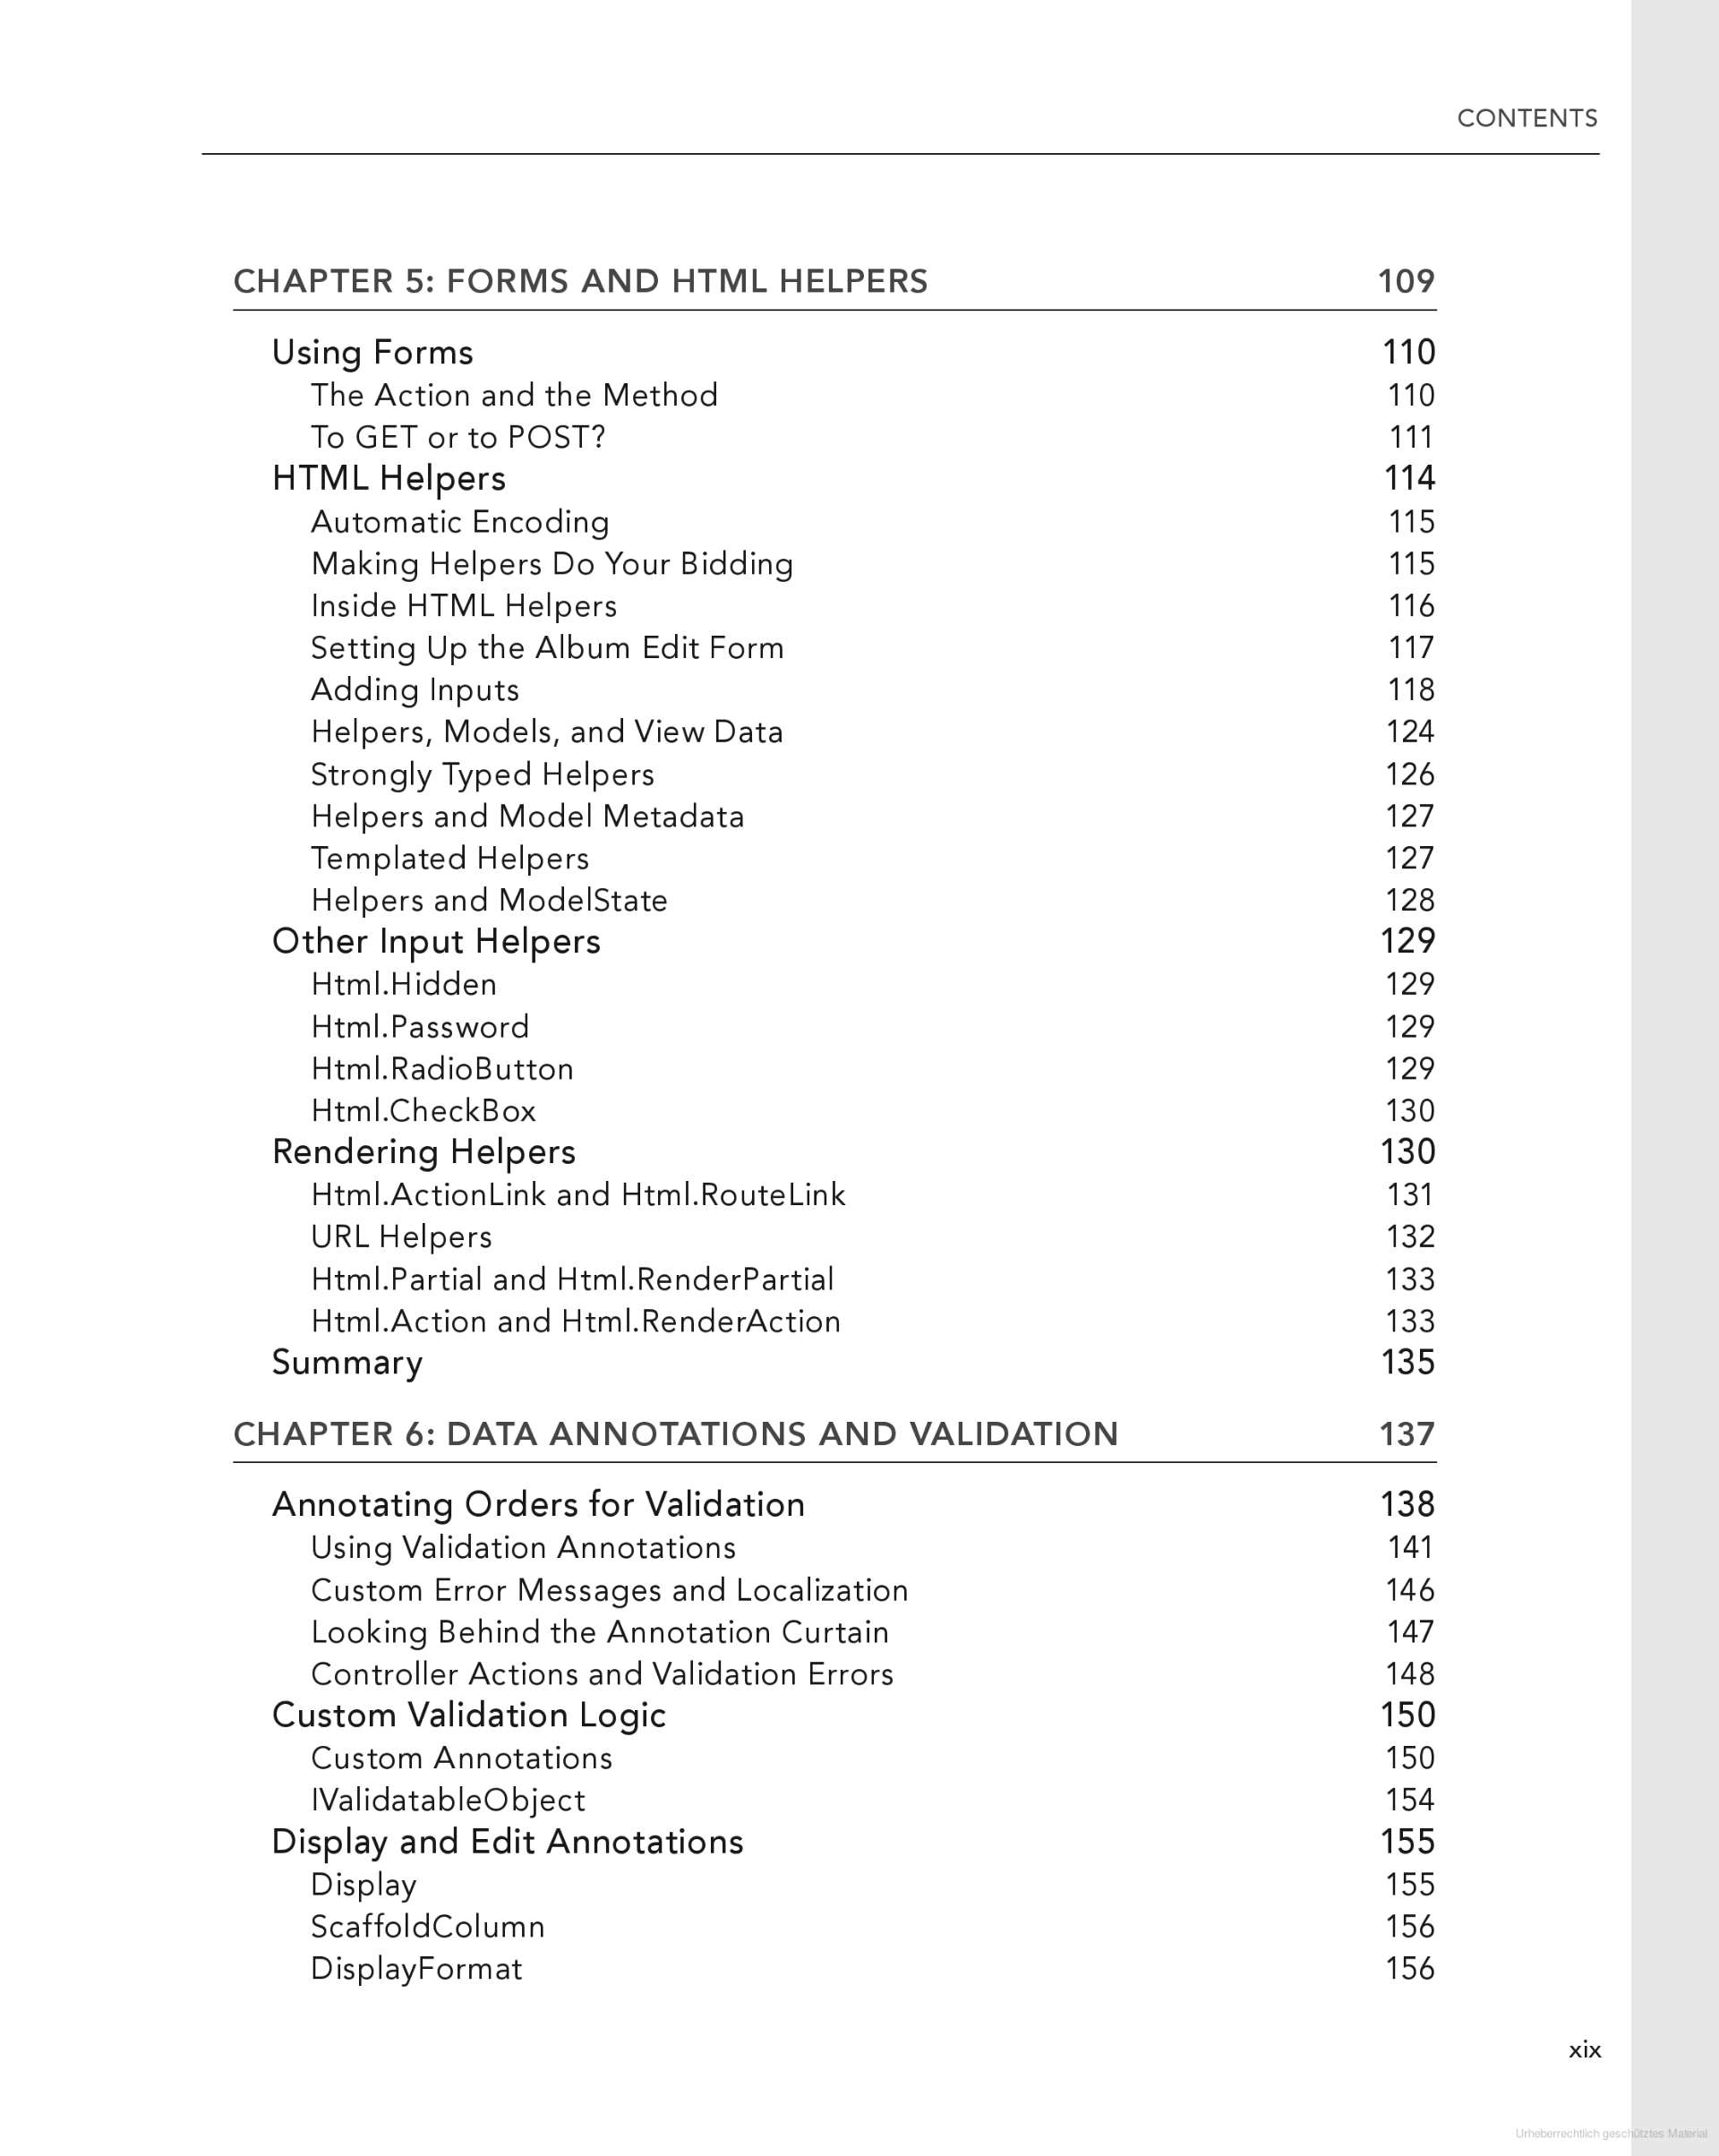 CONTENTS
CHAPTER 5: FORMS AND HTML HELPERS 109
Using Forms 110
The Action and the Method 110
To GET or to POST? 111
HTML Helpers 114
Automatic Encoding 115
Making Helpers Do Your Bidding 115
Inside HTML Helpers 116
Setting Up the Album Edit Form 117
Adding Inputs 118
Helpers, Models, and View Data 124
Strongly Typed Helpers 126
Helpers and Model Metadata 127
Templated Helpers 127
Helpers and ModelState 128
Other Input Helpers 129
Html.Hidden 129
Html.Password 129
Html.RadioButton 129
Html.CheckBox 130
Rendering Helpers 130
Html.ActionLink and Html.RouteLink 131
URL Helpers 132
Html.Partial and Html.RenderPartial 133
Html.Action and Html.RenderAction 133
Summary 135
CHAPTER 6: DATA ANNOTATIONS AND VALIDATION 137
Annotating Orders for Validation 138
Using Validation Annotations 141
Custom Error Messages and Localization 146
Looking Behind the Annotation Curtain 147
Controller Actions and Validation Errors 148
Custom Validation Logic 150
Custom Annotations 150
IValidatableObject 154
Display and Edit Annotations 155
Display 155
ScaffoldColumn 156
DisplayFormat 156
xix
Urheberrechtlich geschütztes Material